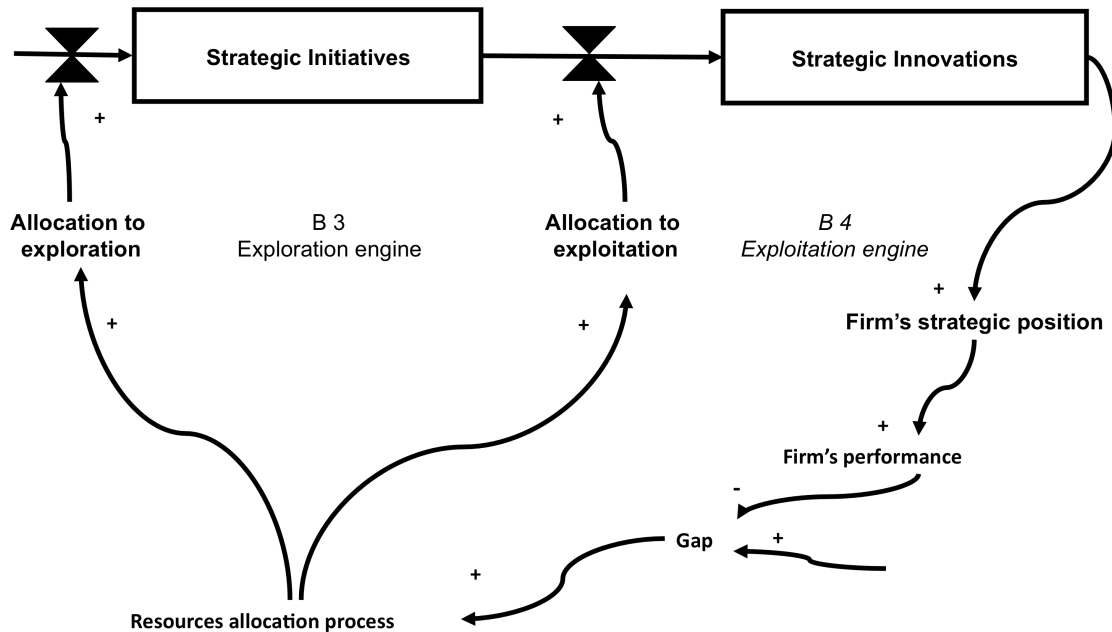 Strategic Initiatives
Strategic Innovations
+
+
Allocation to
exploration
B 3
Exploration engine
Allocation to
exploitation
B 4
Exploitation engine
+
Firm's strategic position
+
+
+
Firm's performance
-
Gap
+
+
Resources allocation process